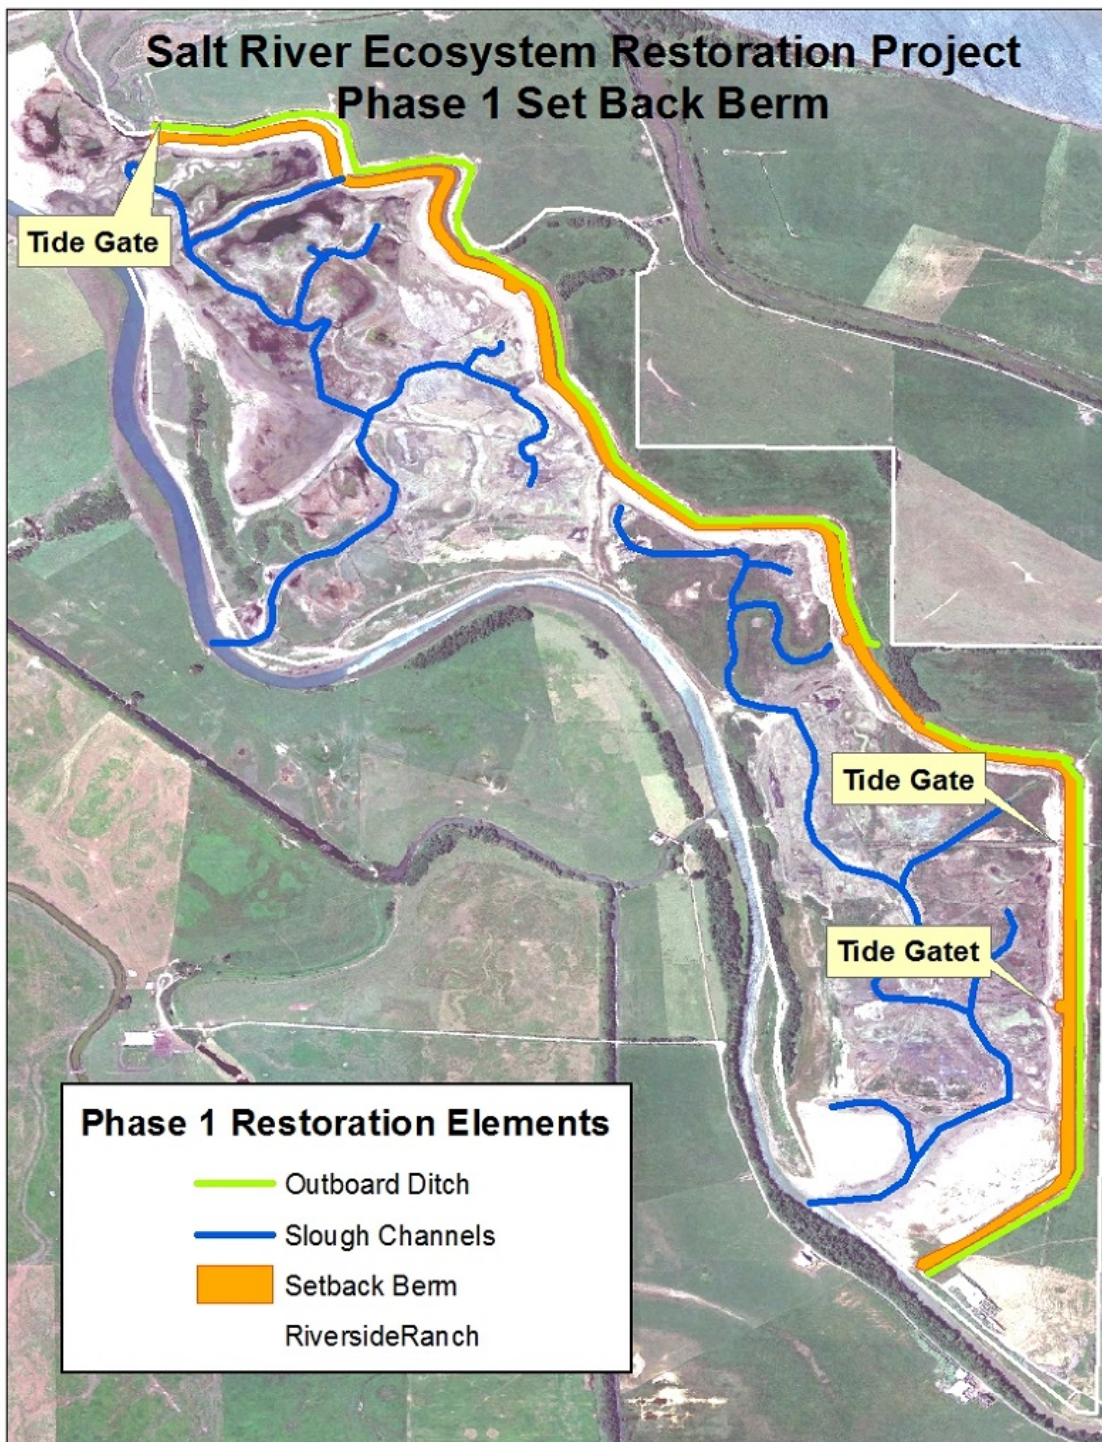 Salt River Ecosystem Restoration Project
Phase 1 Set Back Berm
Tide Gate
Tide Gate
Tide Gatet
Phase 1 Restoration Elements
Outboard Ditch
Slough Channels
Setback Berm
RiversideRanch